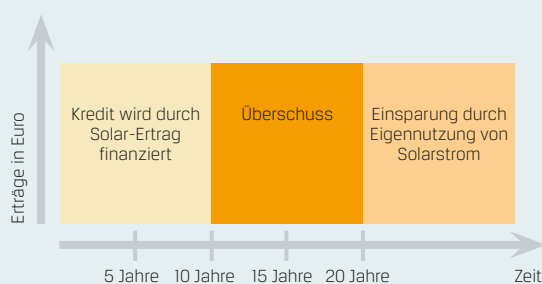 Erträge in Euro
Kredit wird durch
Solar-Ertrag
finanziert
Überschuss
Einsparung durch
Eigennutzung von
Solarstrom
5 Jahre 10 Jahre 15 Jahre 20 Jahre Zeit